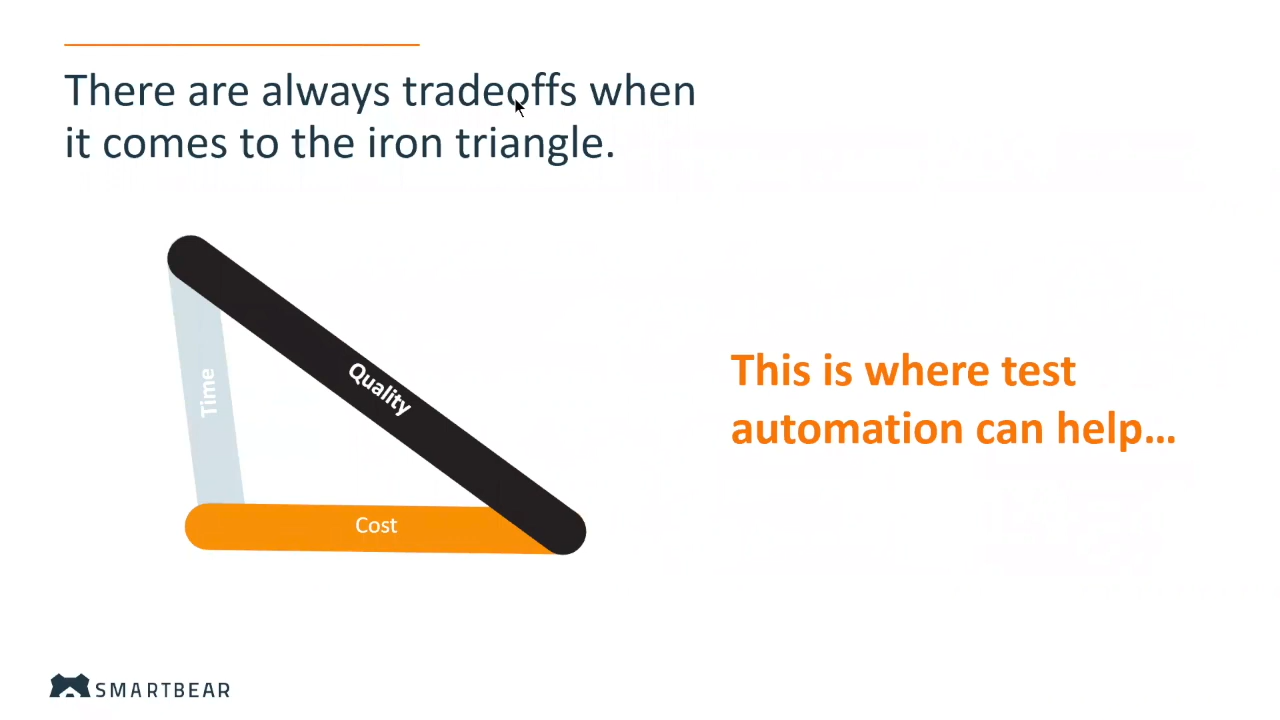 There are always tradeoffs when
it comes to the iron triangle.
Time
Quality
Cost
This is where test
automation can help...
SMARTBEAR